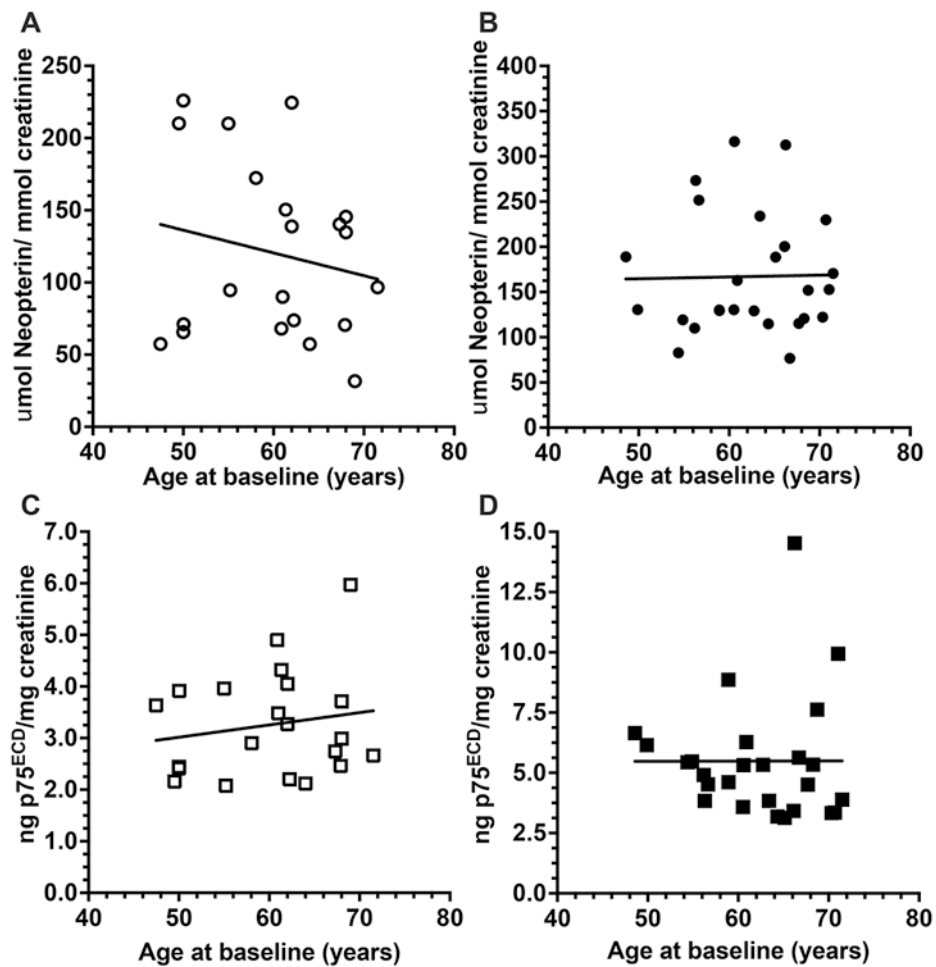 A
umol Neopterin/ mmol creatinine
250
200
150
100
50
0
40 50 60 70 80
Age at baseline (years)
B
umol Neopterin/ mmol creatinine
400
350
300
250
200
150
100
50
0
40 50 60 70 80
Age at baseline (years)
C
ng p75ECD/mg creatinine
7.0
6.0
5.0
4.0
3.0
2.0
1.0
0.0
40 50 60 70 80
Age at baseline (years)
D
ng p75ECD/mg creatinine
15.0
12.5
10.0
7.5
5.0
2.5
0.0
40 50 60 70 80
Age at baseline (years)